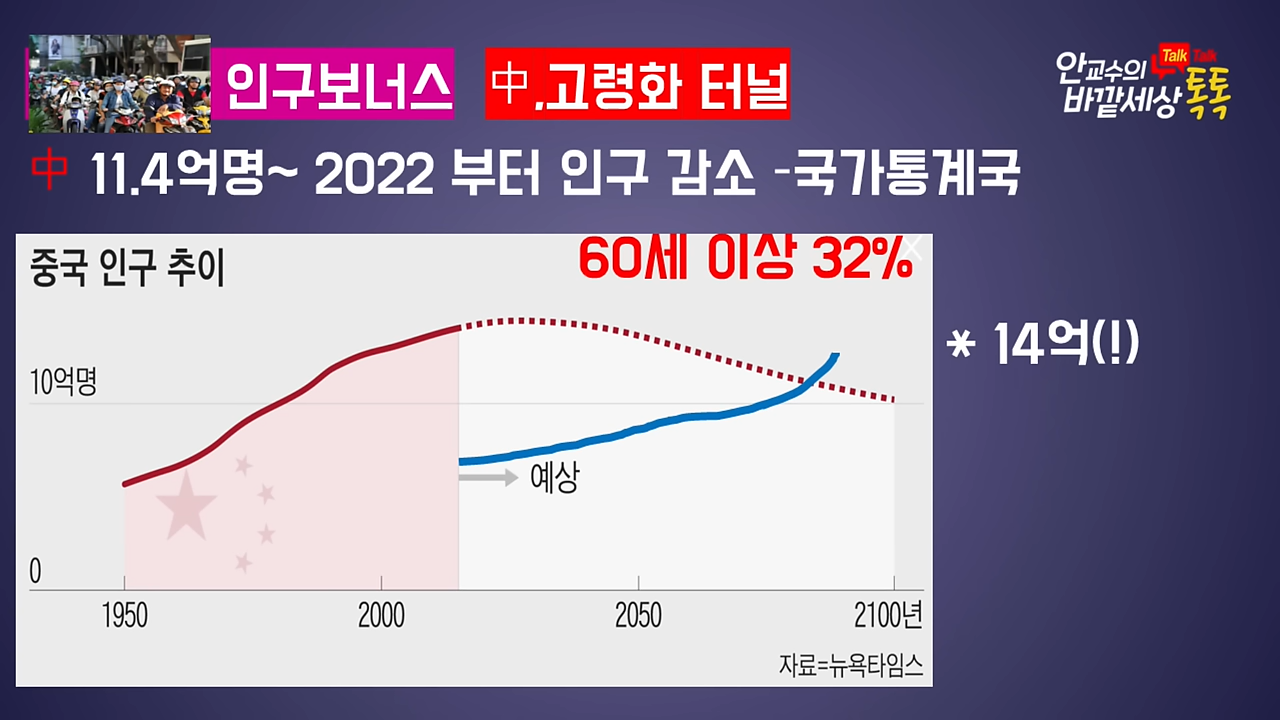 인구보너스 中.고령화 터널
안교수의 Talk Talk
바깥세상 톡톡
中 11.4억명~ 2022 부터 인구 감소 -국가통계국
중국 인구 추이
60세 이상 32%
* 14억(!)
10억명
예상
0
1950 2000 2050 2100년
자료=뉴욕타임스